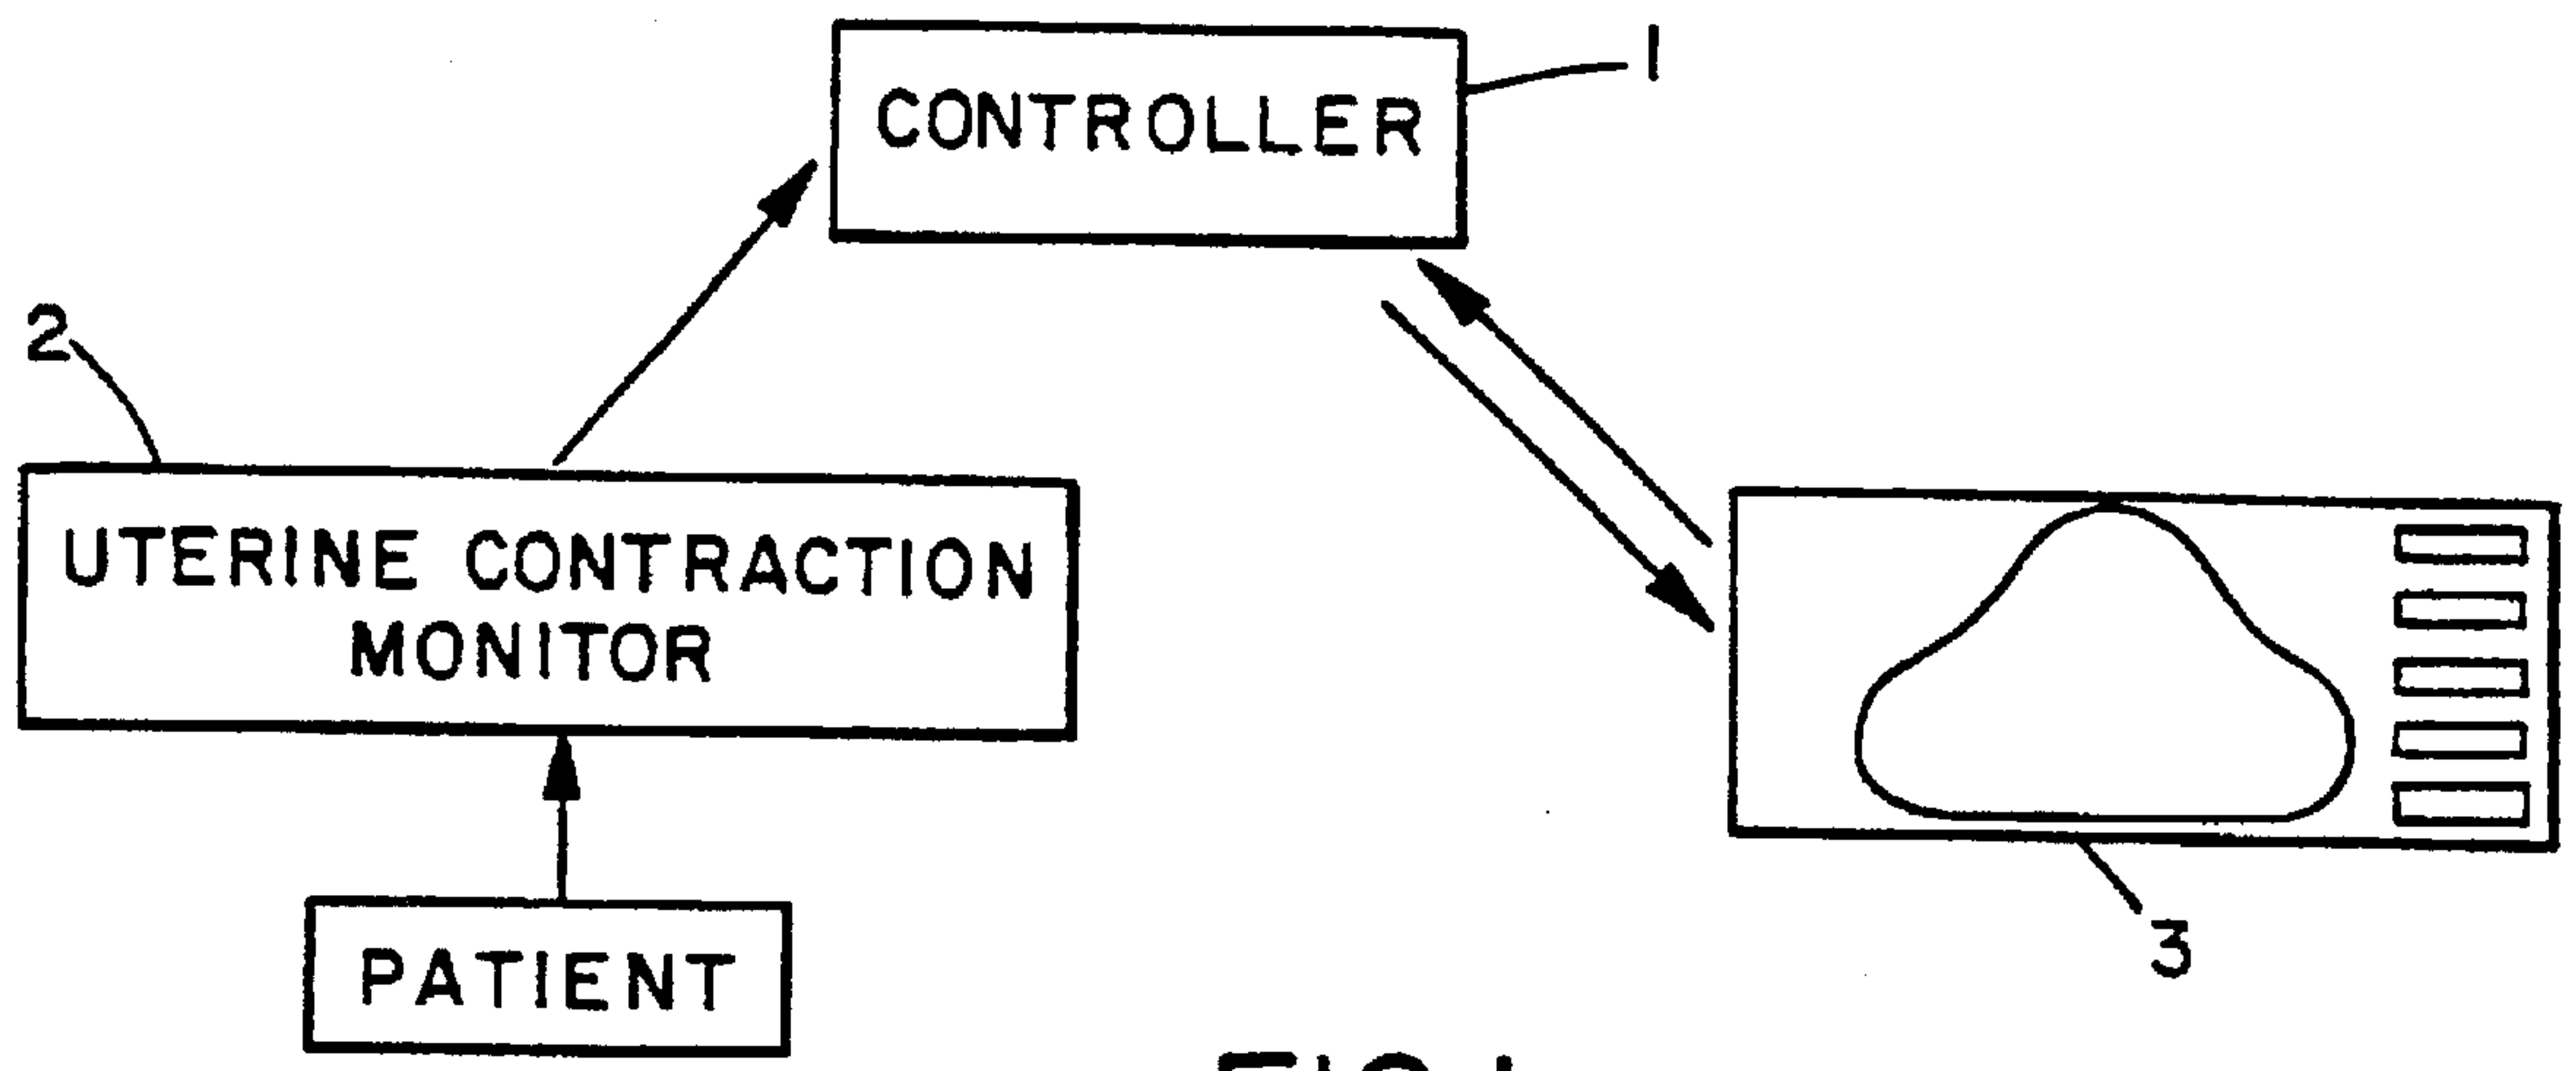 CONTROLLER
1
2
UTERINE CONTRACTION
MONITOR
3
PATIENT